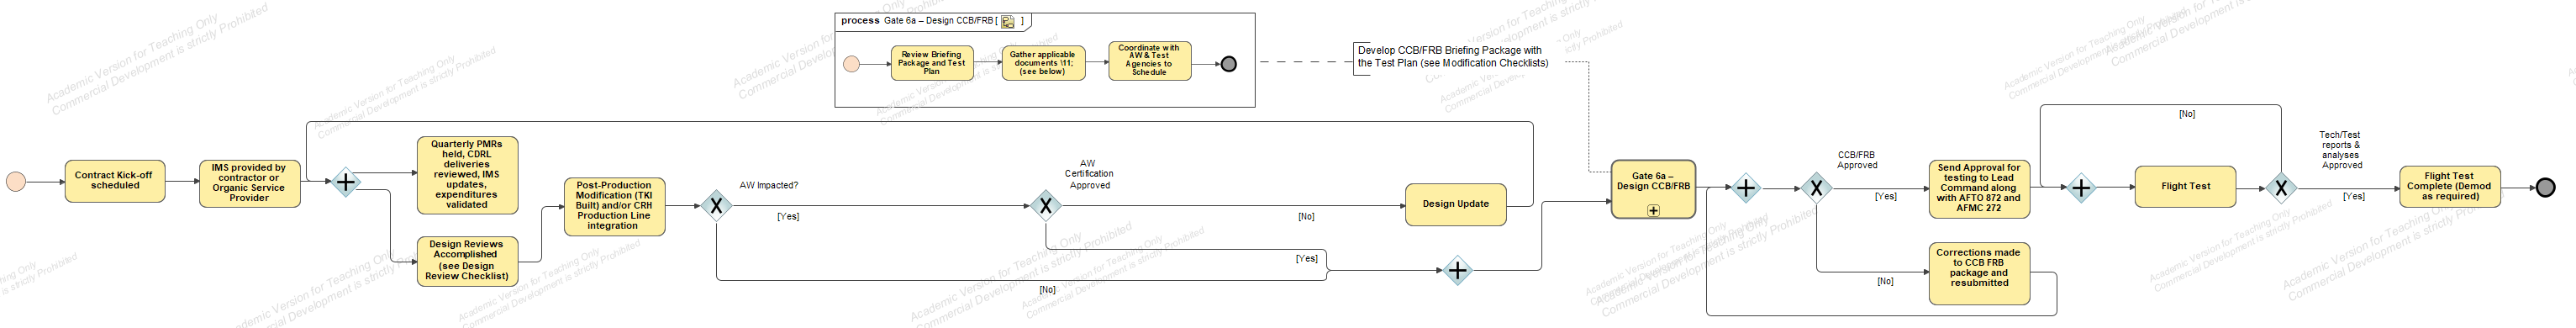 process Gate 6a – Design CCB/FRB [ ]
Review Briefing
Package and Test
Plan
Gather applicable
documents \11;
(see below)
Coordinate with
AW & Test
Agencies to
Schedule
Develop CCB/FRB Briefing Package with
the Test Plan (see Modification Checklists)
Contract Kick-off
scheduled
IMS provided by
contractor or
Organic Service
Provider
Quarterly PMRs
held, CDRL
deliveries
reviewed, IMS
updates,
expenditures
validated
Design Reviews
Accomplished
(see Design
Review Checklist)
Post-Production
Modification (TKI
Built) and/or CRH
Production Line
integration
AW Impacted?
[Yes]
[No]
AW
Certification
Approved
[No]
[Yes]
Design Update
Gate 6a –
Design CCB/FRB
CCB/FRB
Approved
[Yes]
[No]
Send Approval for
testing to Lead
Command along
with AFTO 872 and
AFMC 272
Corrections made
to CCB FRB
package and
resubmitted
Flight Test
[No]
Tech/Test
reports &
analyses
Approved
[Yes]
Flight Test
Complete (Demo
as required)
Academic Version for Teaching Only
Commercial Development is strictly Prohibited